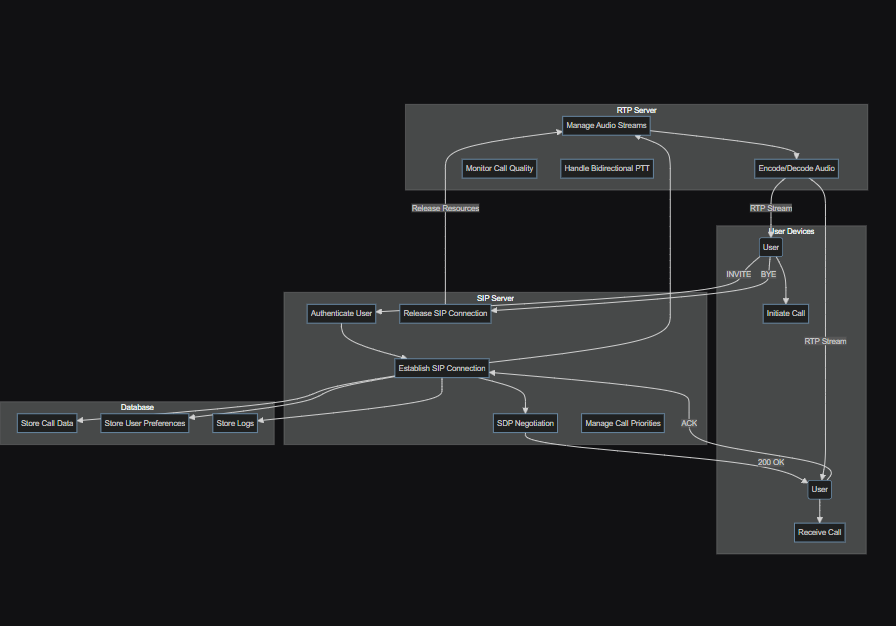 RTP Server
Manage Audio Streams
Monitor Call Quality
Handle Bidirectional PTT
Encode/Decode Audio
Release Resources
RTP Stream
User Devices
User
INVITE
BYE
SIP Server
Authenticate User
Release SIP Connection
Initiate Call
RTP Stream
Establish SIP Connection
Database
Store Call Data
Store User Preferences
Store Logs
SDP Negotiation
Manage Call Priorities
ACK
200 OK
User
Receive Call